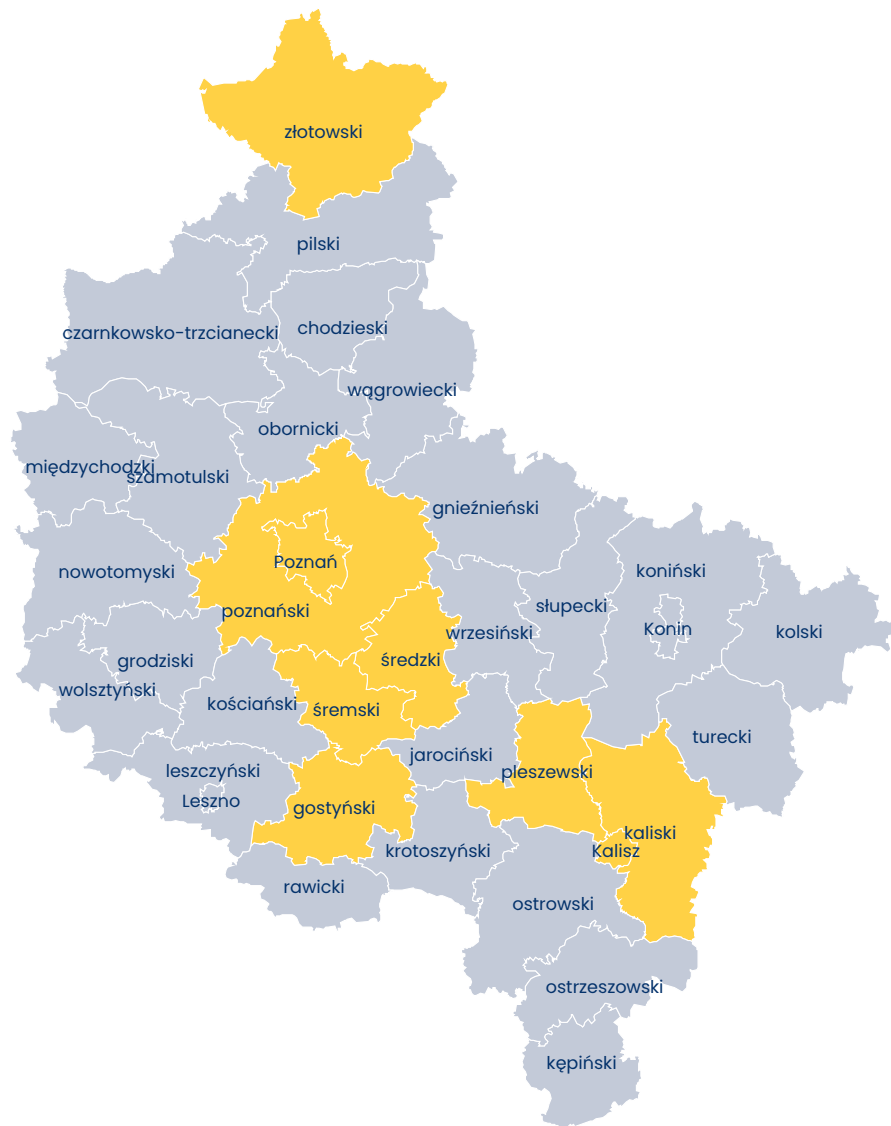 złotowski
pilski
chodzieski
czarnkowsko-trzcianecki
wągrowiecki
obornicki
międzychodzki
szamotulski
gnieźnieński
Poznań
nowotomyski
koniński
słupecki
poznański
Konin
kolski
wrzesiński
średzki
grodziski
wolsztyński
kościański
śremski
turecki
jarociński
leszczyński
pleszewski
Leszno
gostyński
kaliski
krotoszyński
Kalisz
rawicki
ostrowski
ostrzeszowski
kępiński